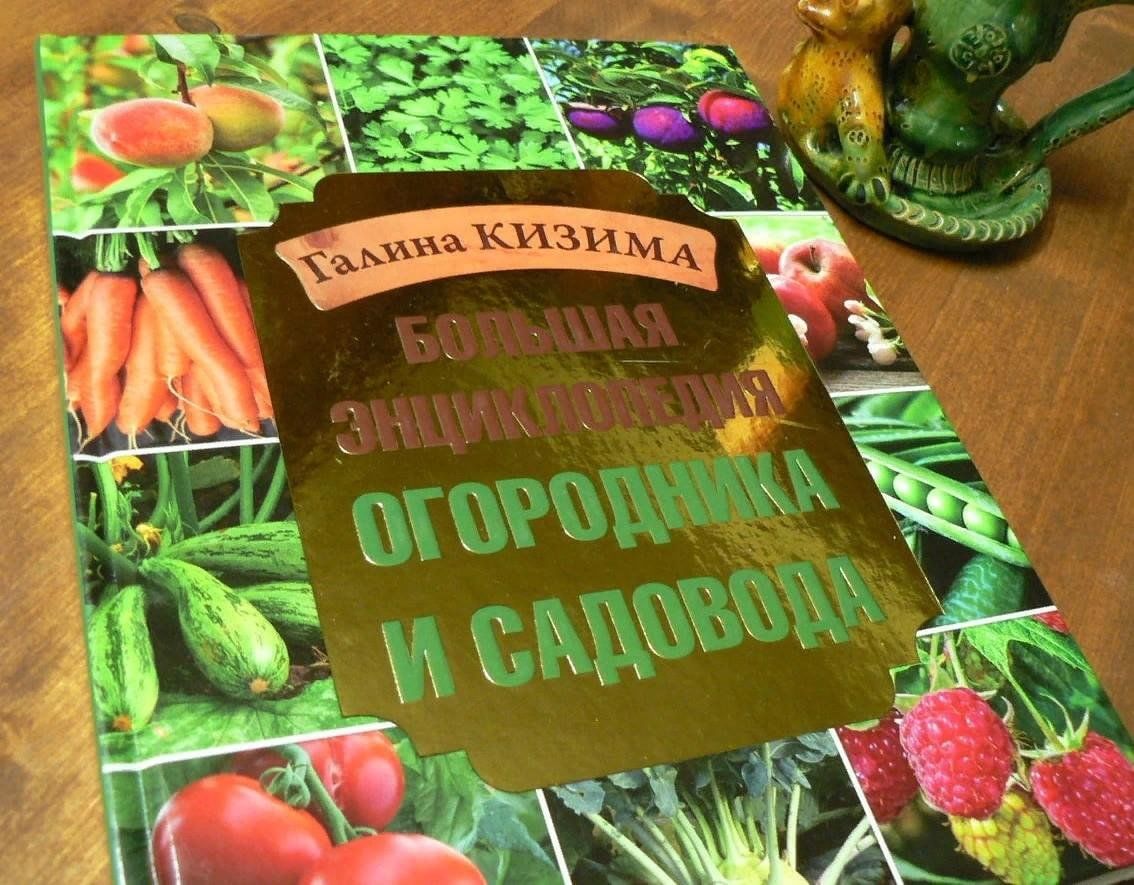 Галина КИЗИМА
БОЛЬШАЯ
ЭНЦИКЛОПЕДИЯ
ОГОРОДНИКА
И САДОВОДА